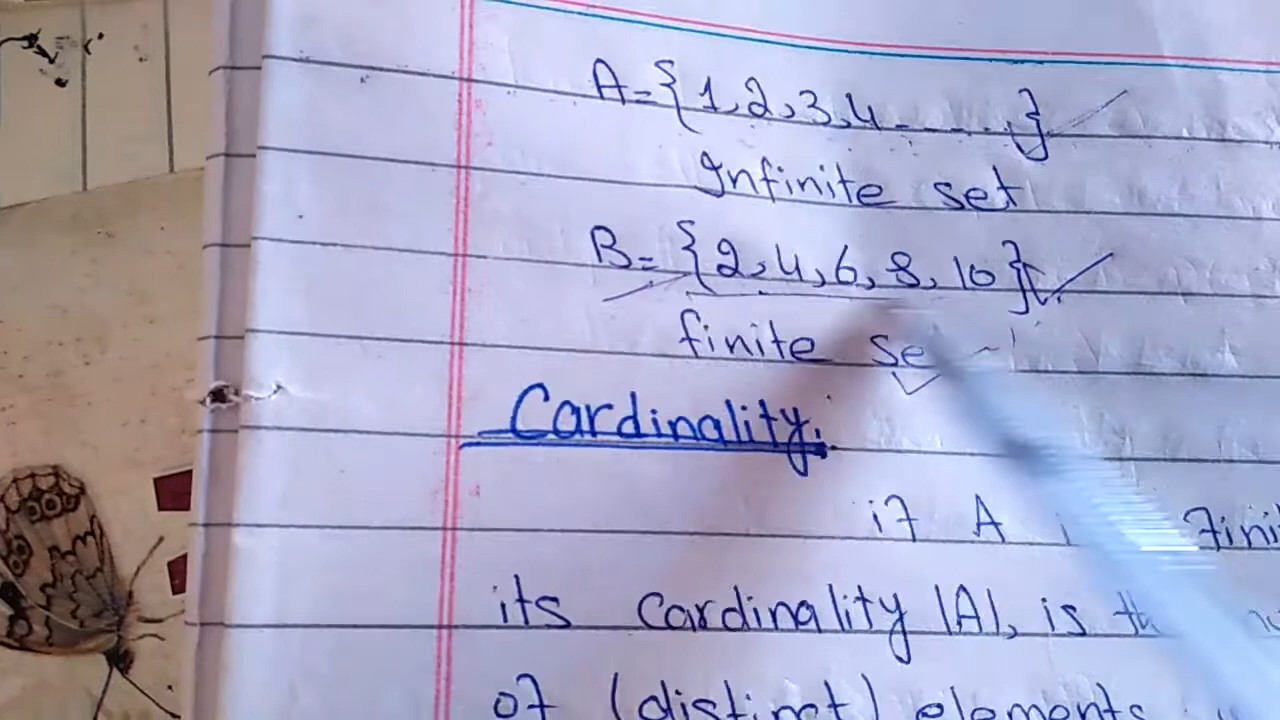 A={1,2,3,4.....,}
Infinite set
B={2,4,6,8,10}
finite
Cardinality:
if A
its cardinality |A|, is
of (distinct) elements